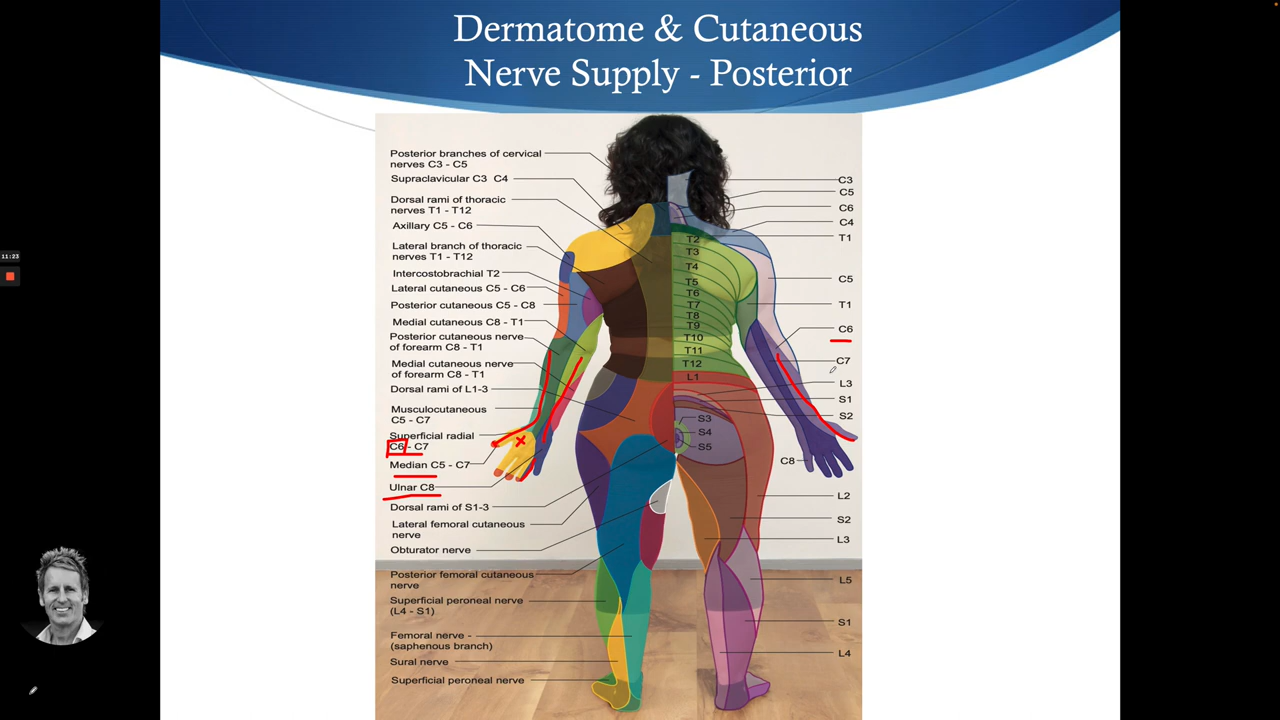 Dermatome & Cutaneous
Nerve Supply - Posterior
Posterior branches of cervical
nerves C3 - C5
Supraclavicular C3 C4
Dorsal rami of thoracic
nerves T1 - T12
Axillary C5 - C6
Lateral branch of thoracic
nerves T1 - T12
Intercostobrachial T2
Lateral cutaneous C5 - C6
Posterior cutaneous C5 - C8
Medial cutaneous C8 - T1
Posterior cutaneous nerve
of forearm C8 - T1
Medial cutaneous nerve
of forearm C8 - T1
Dorsal rami of L1-3
Musculocutaneous
C5 - C7
Superficial radial
C6 - C7
Median C5 - C7
Ulnar C8
Dorsal rami of S1-3
Lateral femoral cutaneous
nerve
Obturator nerve
Posterior femoral cutaneous
nerve
Superficial peroneal nerve
(L4 - S1)
Femoral nerve -
(saphenous branch)
Sural nerve
Superficial peroneal nerve
T2
T3
T4
T5
T6
T7
T8
T9
T10
T11
T12
L1
S3
S4
S5
C3
C5
C6
C4
T1
C5
T1
C6
C7
L3
S1
S2
C8
L2
S2
L3
L5
S1
L4
11:23